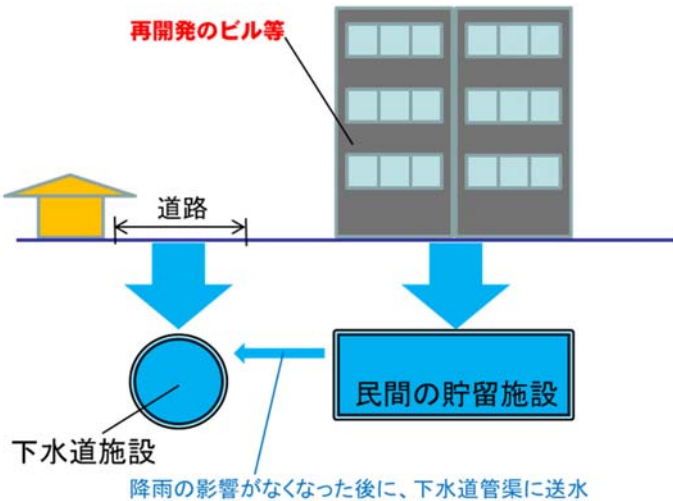 再開発のビル等
道路
民間の貯留施設
下水道施設
降雨の影響がなくなった後に、下水道管渠に送水